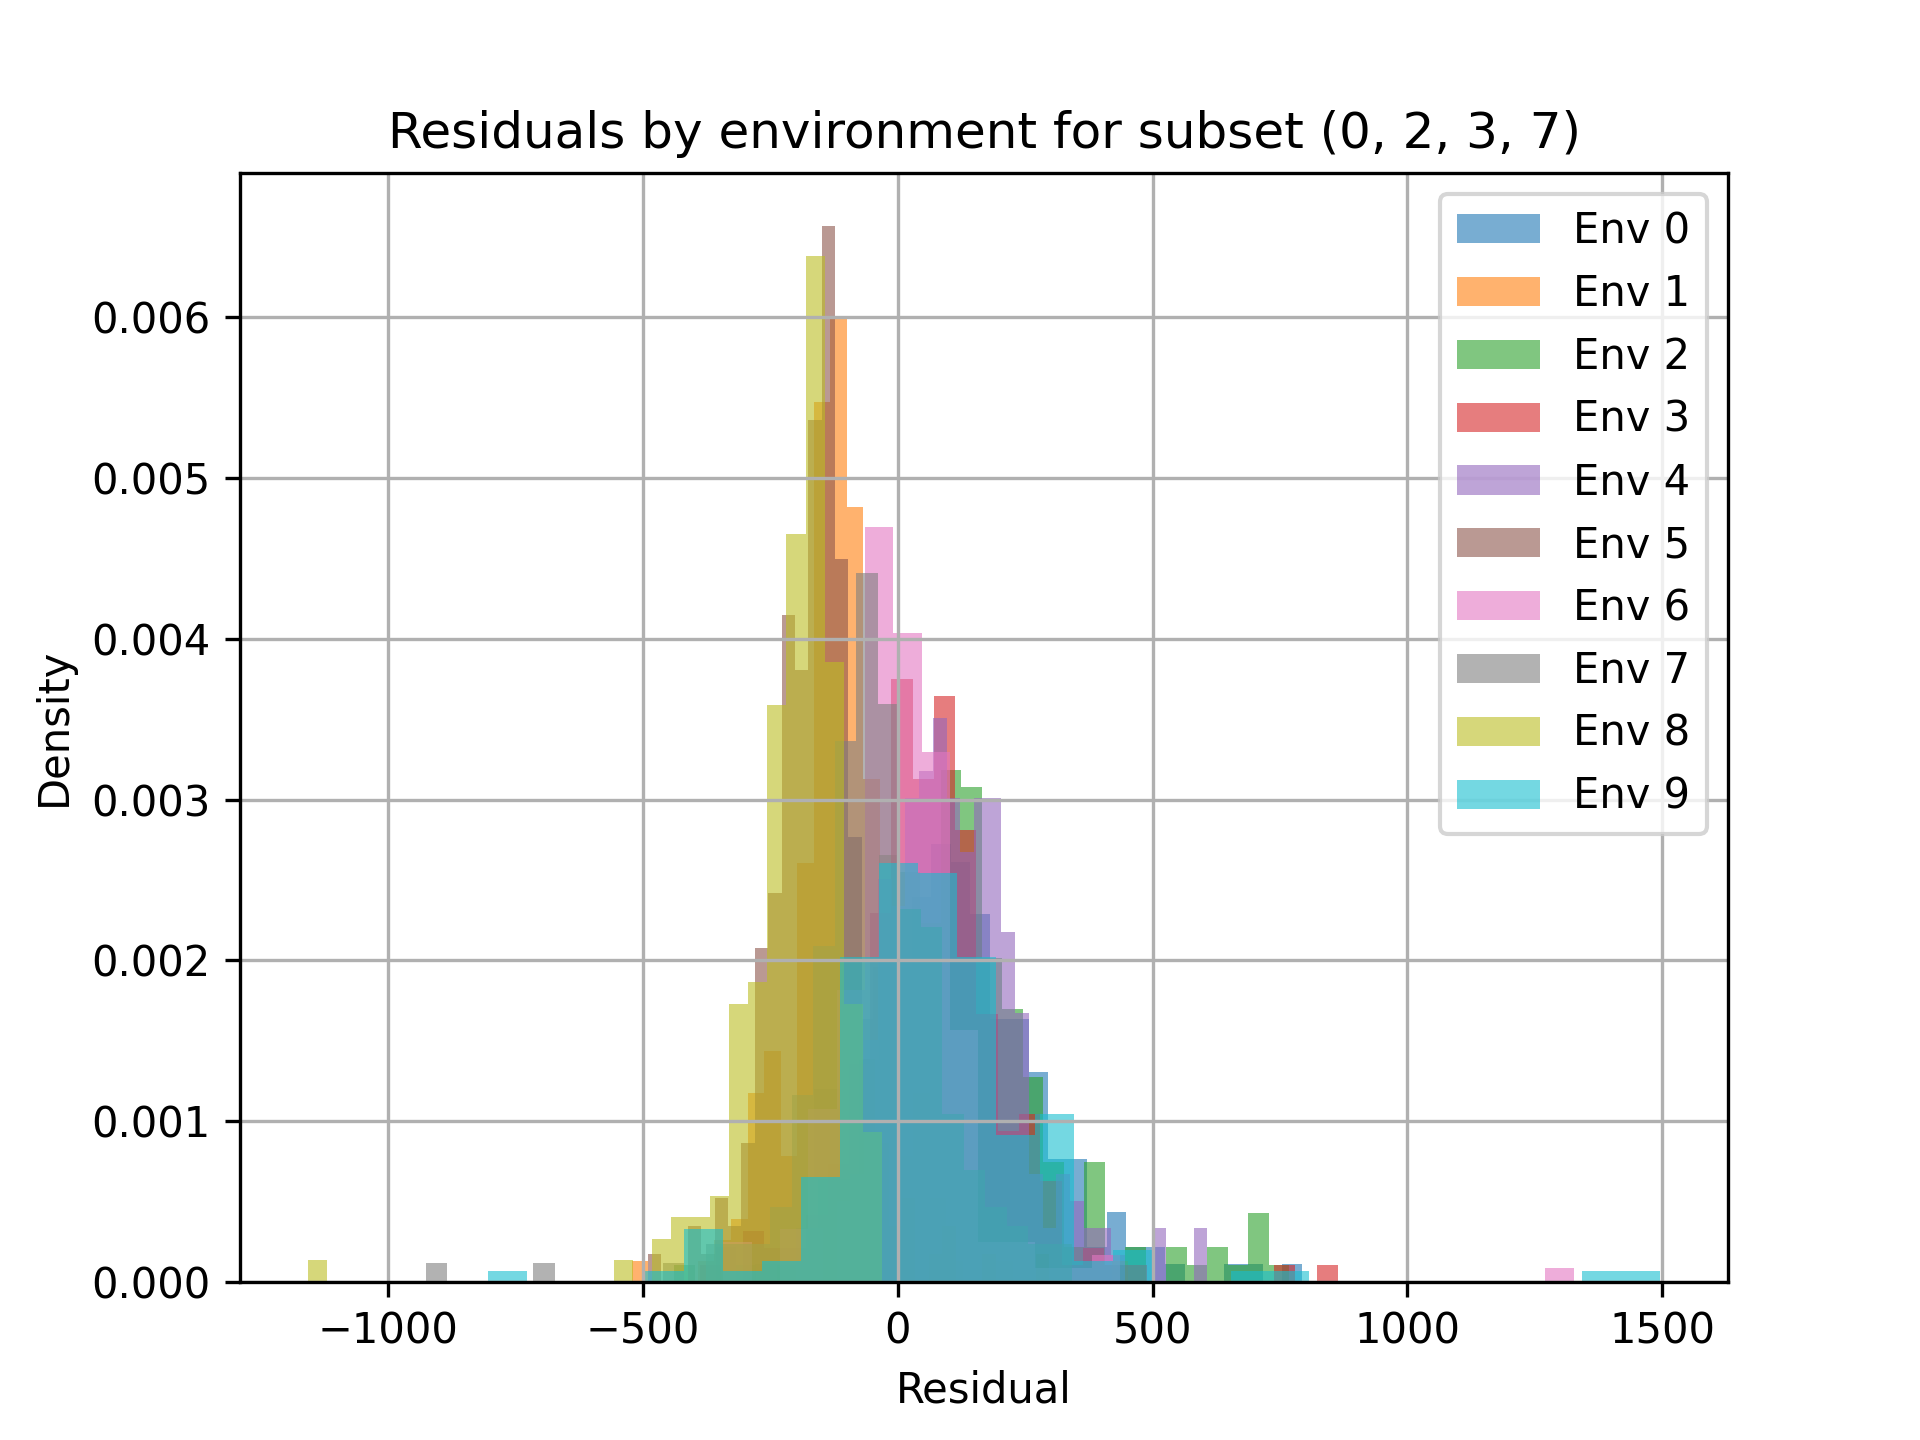 Residuals by environment for subset (0, 2, 3, 7)
Env 0
Env 1
Env 2
Env 3
Env 4
Env 5
Env 6
Env 7
Env 8
Env 9
Density
0.006
0.005
0.004
0.003
0.002
0.001
0.000
−1000 −500 0 500 1000 1500
Residual